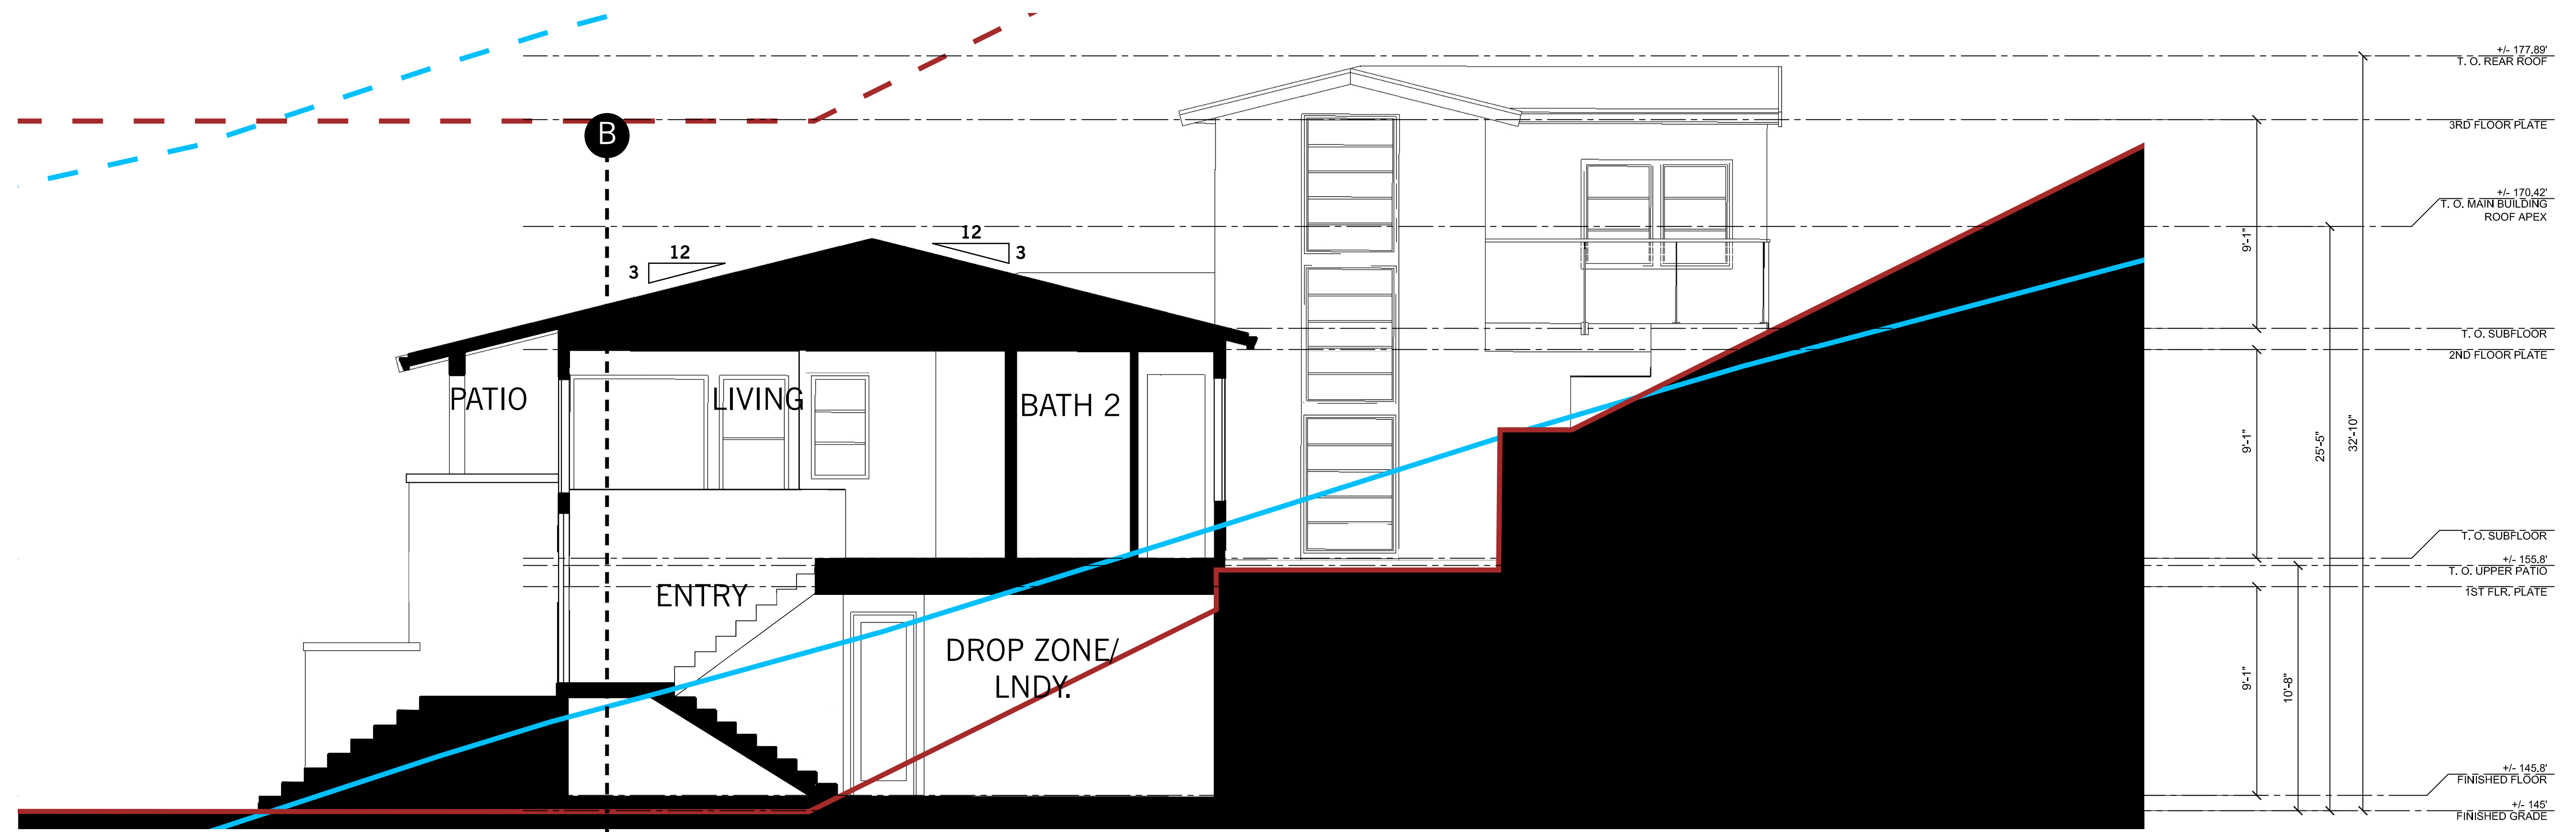 +/- 177.89'
T. O. REAR ROOF
3RD FLOOR PLATE
B
+/- 170.42'
T. O. MAIN BUILDING
ROOF APEX
12
3
12
3
9'-1"
T. O. SUBFLOOR
2ND FLOOR PLATE
PATIO
LIVING
BATH 2
9'-1"
25'-5"
32'-10"
T. O. SUBFLOOR
+/- 155.8'
T. O. UPPER PATIO
1ST FLR. PLATE
ENTRY
DROP ZONE/
LNDY.
9'-1"
10'-8"
+/- 145.8'
FINISHED FLOOR
+/- 145'
FINISHED GRADE